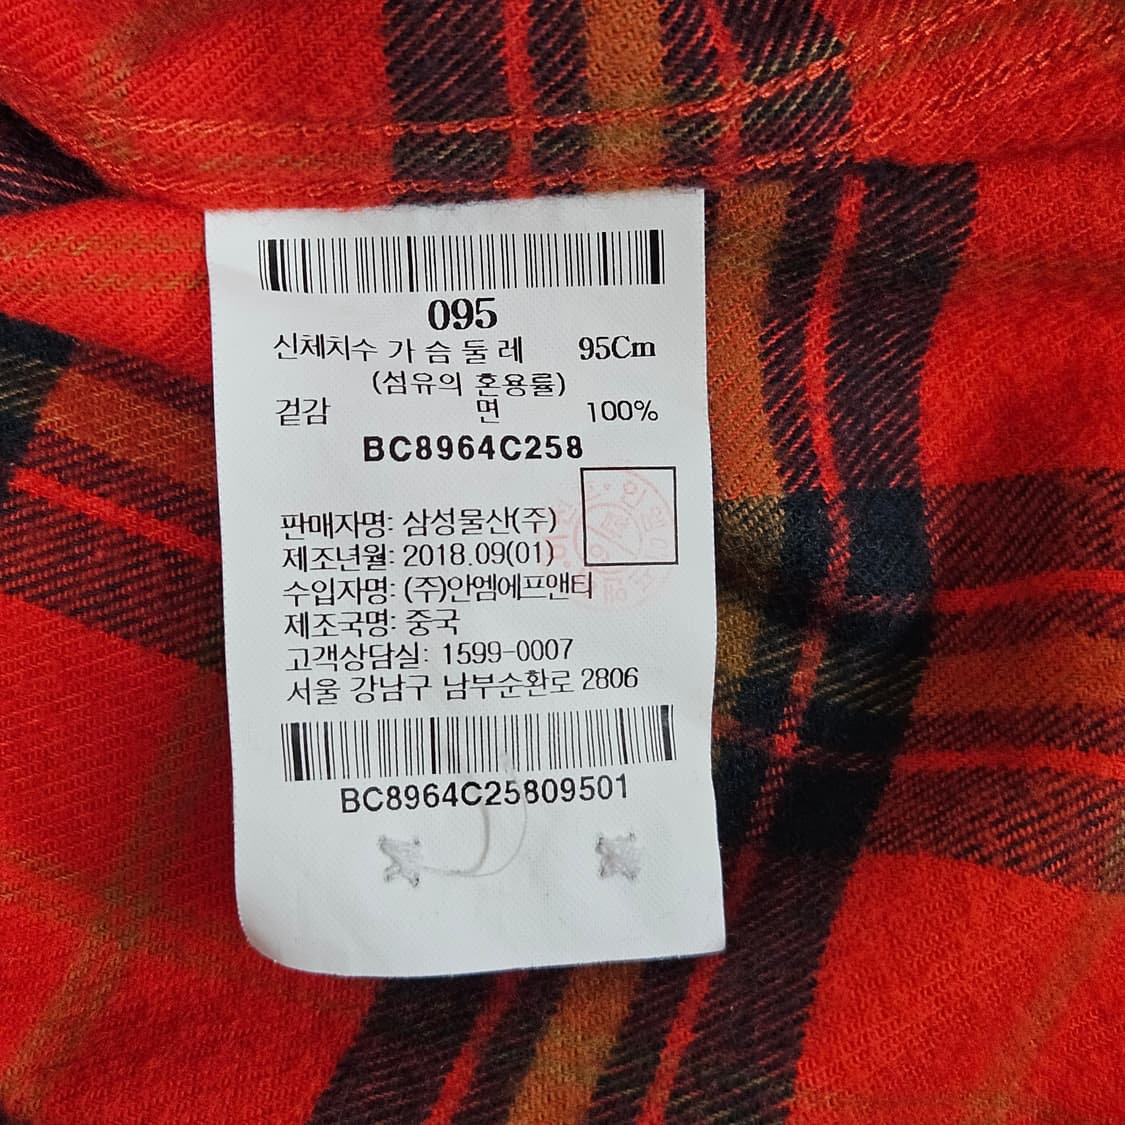 095
신체치수 가 슴 둘 레 95Cm
(섬유의 혼용률)
겉감 면 100%
BC8964C258
판매자명: 삼성물산(주)
제조년월: 2018.09(01)
수입자명: (주)안엠에프앤티
제조국명: 중국
고객상담실: 1599-0007
서울 강남구 남부순환로 2806
BC8964C25809501